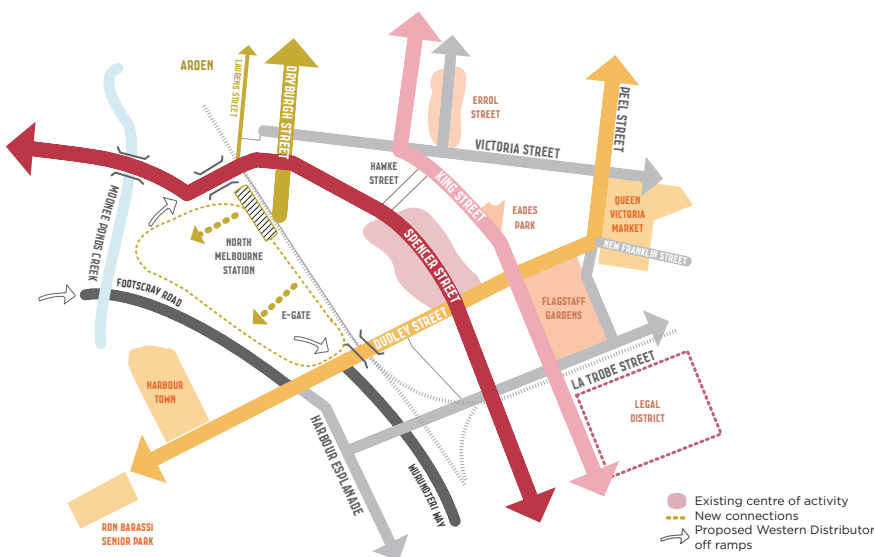 ARDEN
LAURENS STREET
DRYBURGH STREET
ERROL
STREET
PEEL STREET
VICTORIA STREET
HAWKE
STREET
KING STREET
EADES
PARK
QUEEN
VICTORIA
MARKET
NEW FRANKLIN STREET
MOONEE PONDS CREEK
NORTH
MELBOURNE
STATION
SPENCER STREET
FOOTSCRAY ROAD
E-GATE
DUDLEY STREET
FLAGSTAFF
GARDENS
LA TROBE STREET
HARBOUR
TOWN
LEGAL
DISTRICT
HARBOUR ESPLANADE
WURUNDJERI WAY
RON BARASSI
SENIOR PARK
Existing centre of activity
New connections
Proposed Western Distributor
off ramps